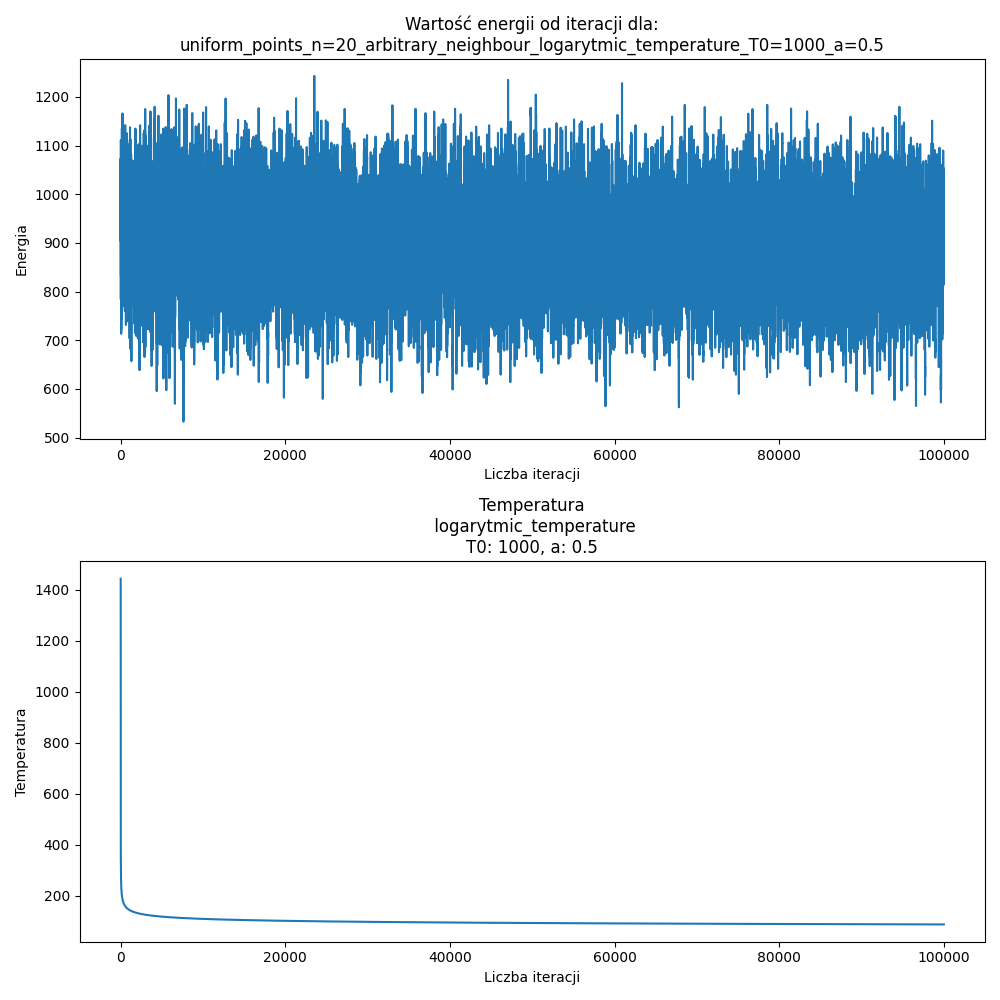 Wartość energii od iteracji dla:
uniform_points_n=20_arbitrary_neighbour_logarytmic_temperature_T0=1000_a=0.5
1200
1100
1000
900
800
700
600
500
Energia
0 20000 40000 60000 80000 100000
Liczba iteracji
Temperatura
logarytmic_temperature
T0: 1000, a: 0.5
1400
1200
1000
800
600
400
200
Temperatura
0 20000 40000 60000 80000 100000
Liczba iteracji